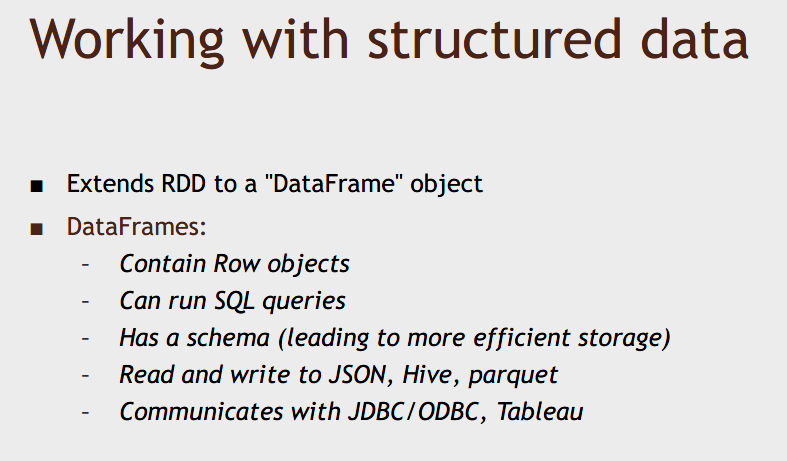 Working with structured data
▪ Extends RDD to a "DataFrame" object
▪ DataFrames:
– Contain Row objects
– Can run SQL queries
– Has a schema (leading to more efficient storage)
– Read and write to JSON, Hive, parquet
– Communicates with JDBC/ODBC, Tableau